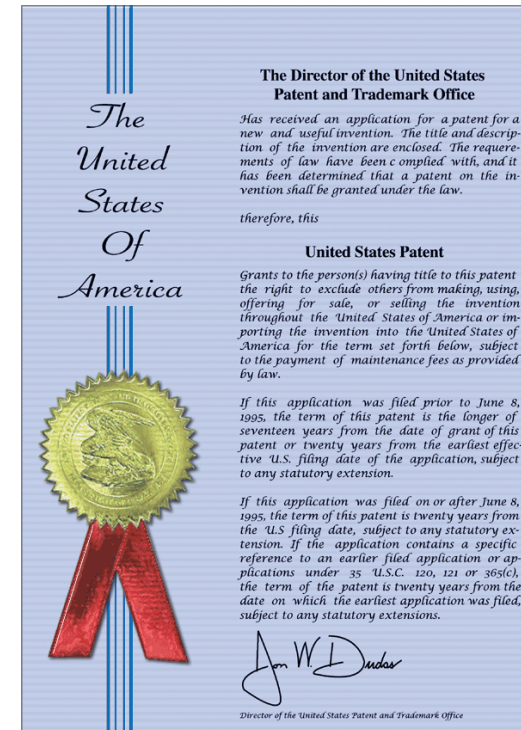 The
United
States
Of
America
The Director of the United States
Patent and Trademark Office
Has received an application for a patent for a
new and useful invention. The title and descrip-
tion of the invention are enclosed. The requere-
ments of law have been c omplied with, and it
has been determined that a patent on the in-
vention shall be granted under the law.
therefore, this
United States Patent
Grants to the person(s) having title to this patent
the right to exclude others from making, using,
offering for sale, or selling the invention
throughout the United States of America or im-
porting the invention into the United States of
America for the term set forth below, subject
to the payment of maintenance fees as provided
by law.
If this application was filed prior to June 8,
1995, the term of this patent is the longer of
seventeen years from the date of grant of this
patent or twenty years from the earliest effec-
tive U.S. filing date of the application, subject
to any statutory extension.
If this application was filed on or after June 8,
1995, the term of this patent is twenty years from
the U.S filing date, subject to any statutory ex-
tension. If the application contains a specific
reference to an earlier filed application or ap-
plications under 35 U.S.C. 120, 121 or 365(c),
the term of the patent is twenty years from the
date on which the earliest application was filed,
subject to any statutory extensions.
Jon W. Dudas
Director of the United States Patent and Trademark Office